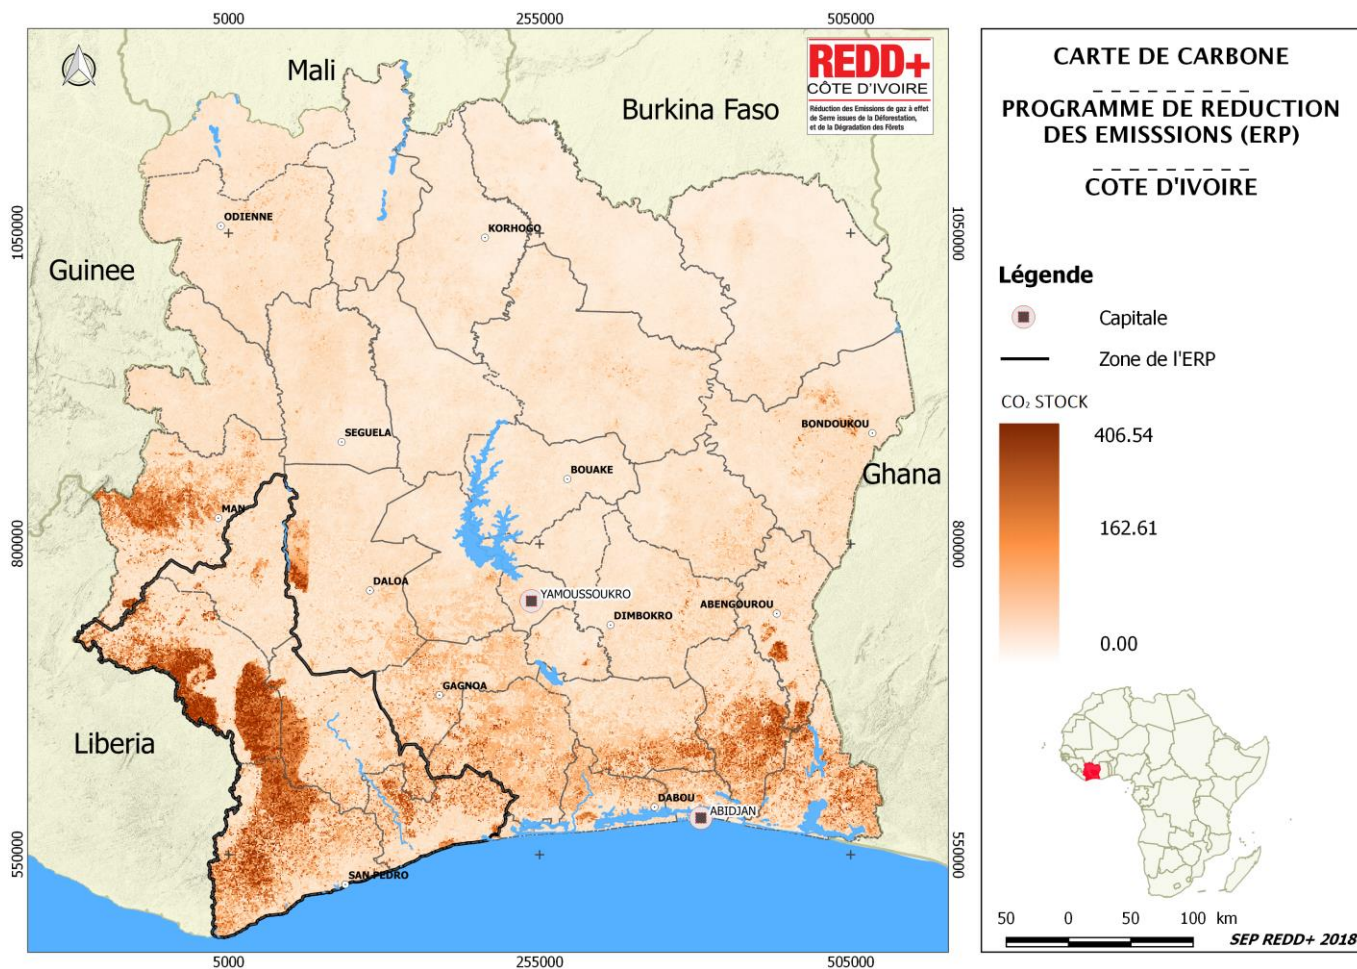 5000
255000
505000
Mali
Burkina Faso
REDD+
CÔTE D'IVOIRE
Réduction des Emissions de gaz à effet
de Serre issues de la Déforestation,
et de la Dégradation des Fôrets
1050000
1050000
ODIENNE
KORHOGO
Guinee
SEGUELA
BONDOUKOU
BOUAKE
Ghana
MAN
800000
800000
DALOA
YAMOUSSOUKRO
DIMBOKRO
ABENGOUROU
GAGNOA
Liberia
DABOU
ABIDJAN
550000
550000
SAN PEDRO
5000
255000
505000
CARTE DE CARBONE
PROGRAMME DE REDUCTION
DES EMISSSIONS (ERP)
COTE D'IVOIRE
Légende
Capitale
Zone de l'ERP
CO₂ STOCK
406.54
162.61
0.00
50 0 50 100 km
SEP REDD+ 2018